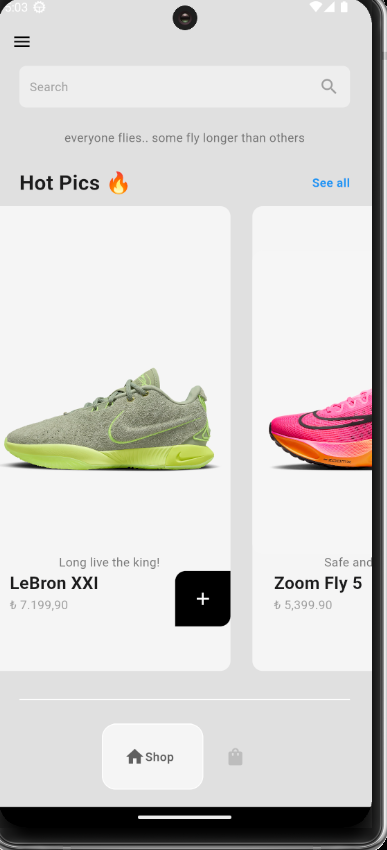 5:03
Search
everyone flies.. some fly longer than others
Hot Pics 🔥
See all
Long live the king!
LeBron XXI
₺ 7.199,90
+
Safe and
Zoom Fly 5
₺ 5,399.90
Shop